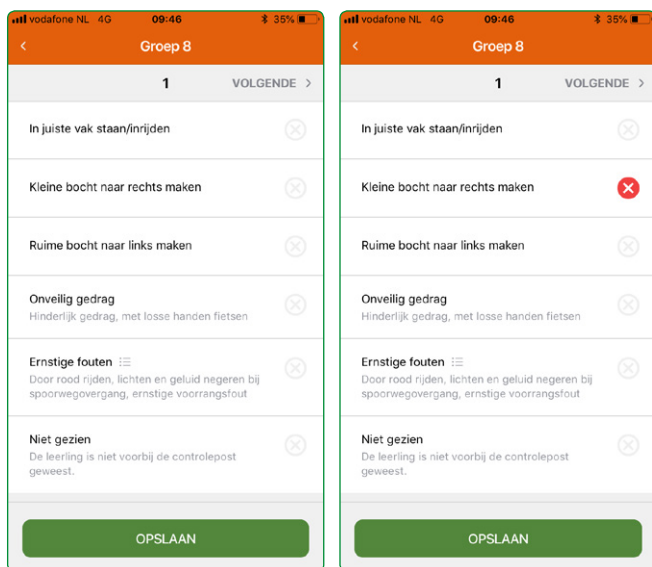 vodafone NL 4G 09:46 35%
Groep 8
1 VOLGENDE >
In juiste vak staan/inrijden
Kleine bocht naar rechts maken
Ruime bocht naar links maken
Onveilig gedrag
Hinderlijk gedrag, met losse handen fietsen
Ernstige fouten
Door rood rijden, lichten en geluid negeren bij
spoorwegovergang, ernstige voorrangsfout
Niet gezien
De leerling is niet voorbij de controlepost
geweest.
OPSLAAN
vodafone NL 4G 09:46 35%
Groep 8
1 VOLGENDE >
In juiste vak staan/inrijden
Kleine bocht naar rechts maken
Ruime bocht naar links maken
Onveilig gedrag
Hinderlijk gedrag, met losse handen fietsen
Ernstige fouten
Door rood rijden, lichten en geluid negeren bij
spoorwegovergang, ernstige voorrangsfout
Niet gezien
De leerling is niet voorbij de controlepost
geweest.
OPSLAAN